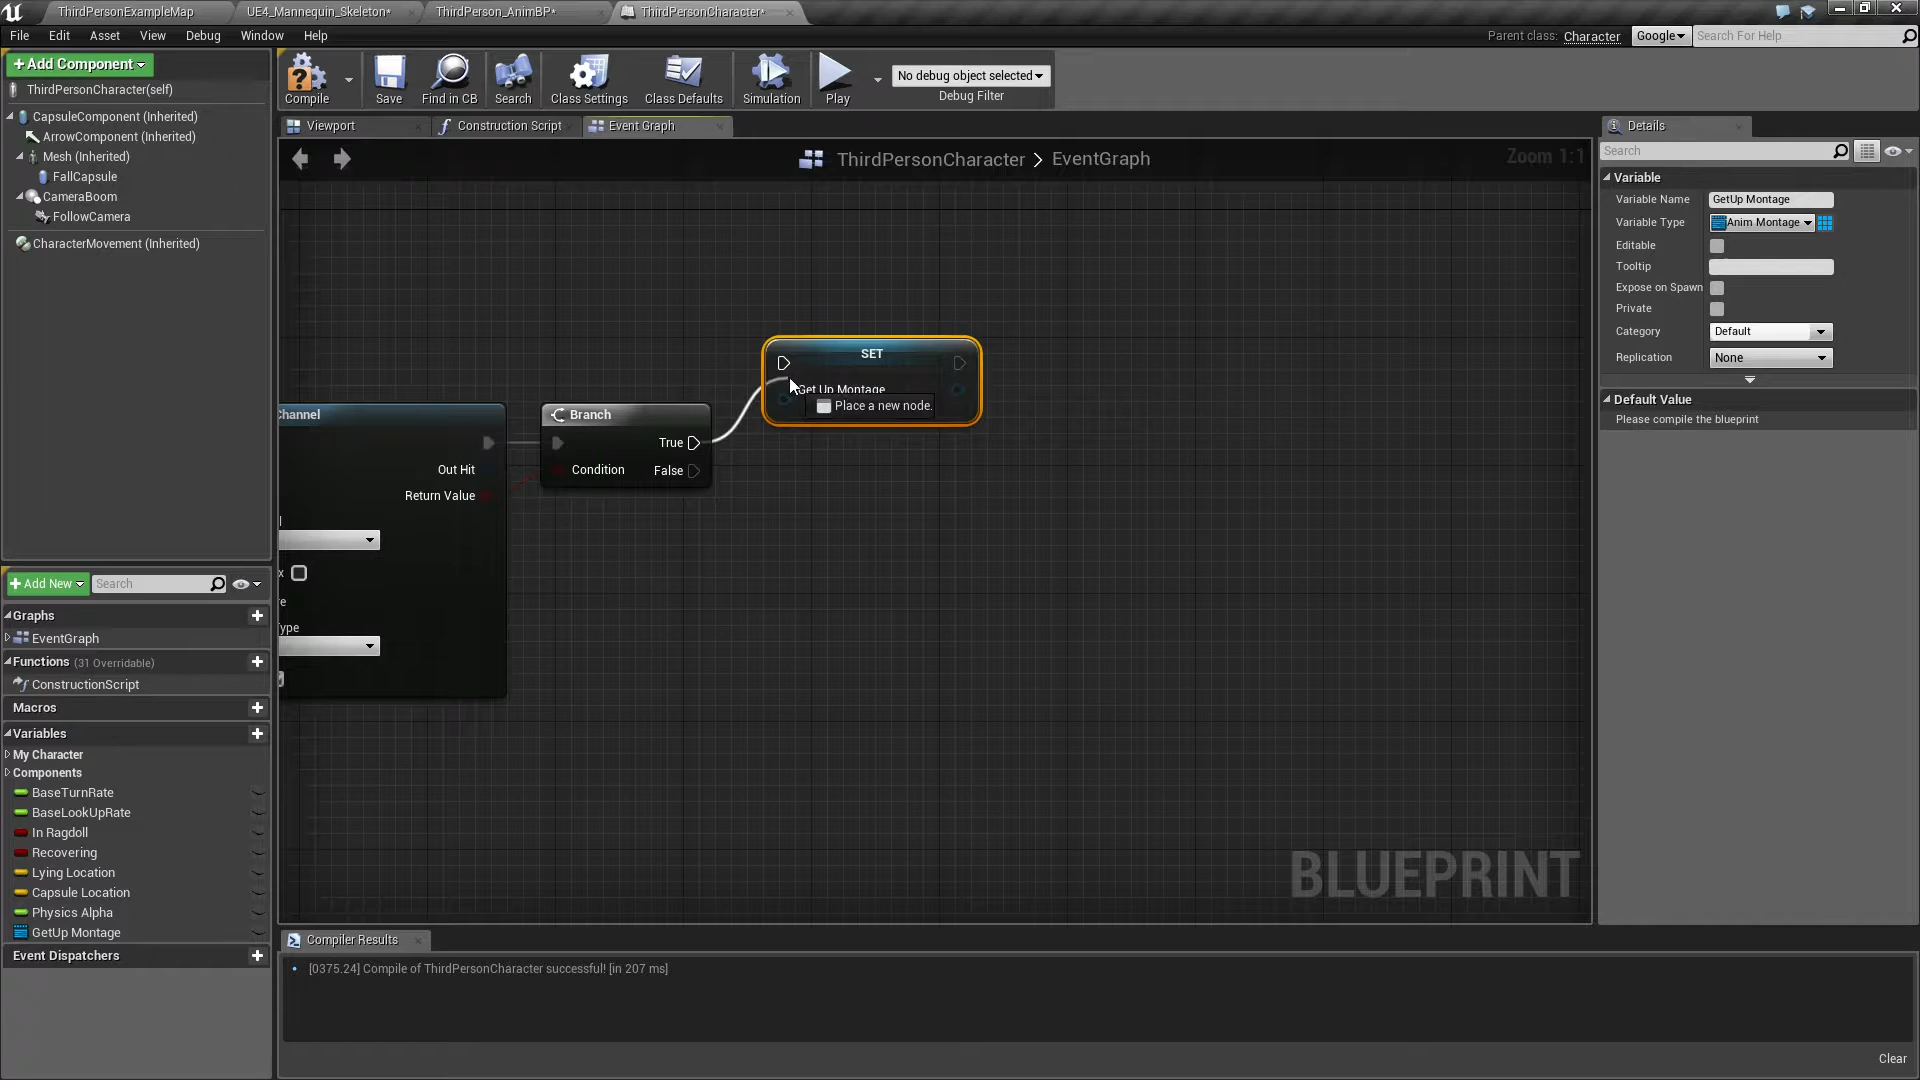 ThirdPersonExampleMap
UE4_Mannequin_Skeleton*
ThirdPerson_AnimBP*
ThirdPersonCharacter*
File Edit Asset View Debug Window Help
Parent class: Character
Google
Search For Help
+Add Component
ThirdPersonCharacter(self)
CapsuleComponent (Inherited)
ArrowComponent (Inherited)
Mesh (Inherited)
FallCapsule
CameraBoom
FollowCamera
CharacterMovement (Inherited)
Compile
Save
Find in CB
Search
Class Settings
Class Defaults
Simulation
Play
No debug object selected
Debug Filter
Viewport
Construction Script
Event Graph
ThirdPersonCharacter > EventGraph
Zoom 1:1
SET
Get Up Montage
Place a new node.
Channel
Out Hit
Return Value
x
re
Type
Branch
True
Condition
False
BLUEPRINT
+Add New
Search
Graphs
EventGraph
Functions (31 Overridable)
ConstructionScript
Macros
Variables
My Character
Components
BaseTurnRate
BaseLookUpRate
In Ragdoll
Recovering
Lying Location
Capsule Location
Physics Alpha
GetUp Montage
Event Dispatchers
Details
Search
Variable
Variable Name GetUp Montage
Variable Type Anim Montage
Editable
Tooltip
Expose on Spawn
Private
Category Default
Replication None
Default Value
Please compile the blueprint
Compiler Results
[0375.24] Compile of ThirdPersonCharacter successful! [in 207 ms]
Clear